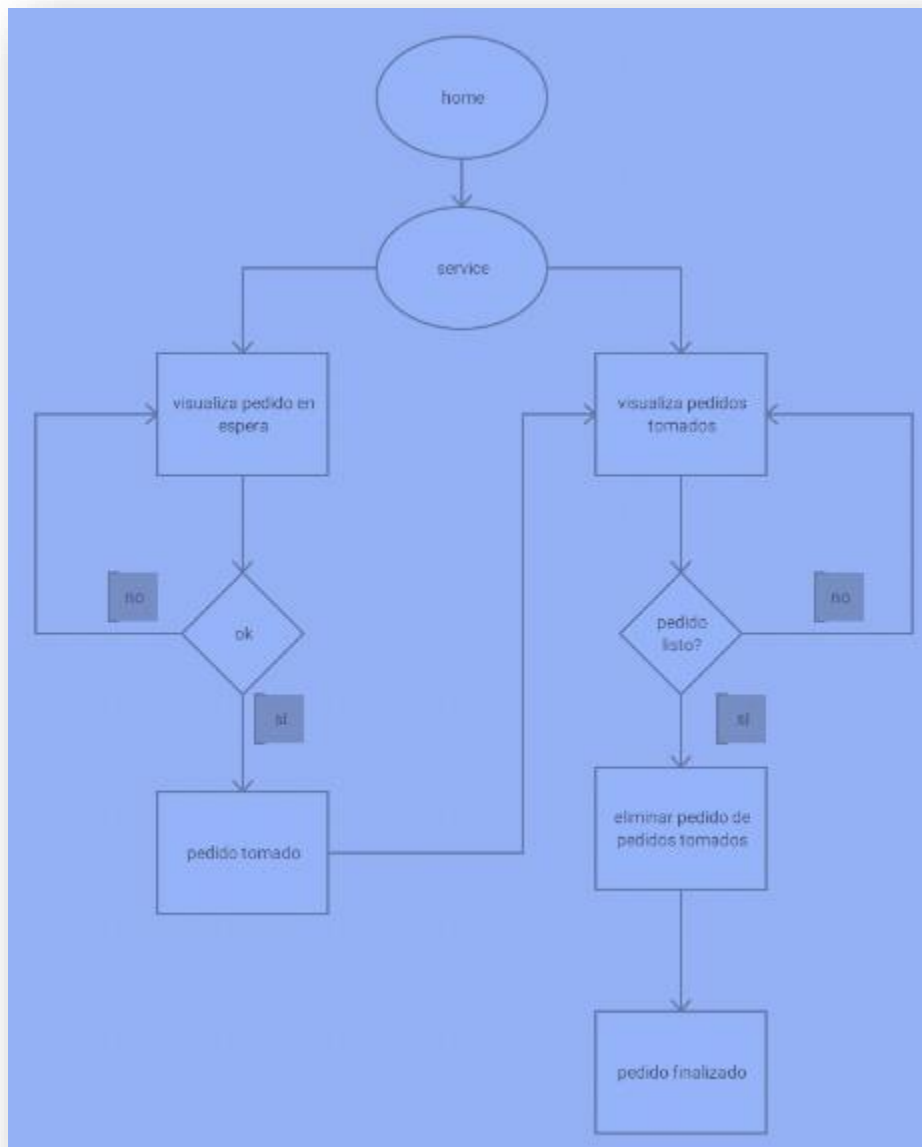 home
service
visualiza pedido en
espera
visualiza pedidos
tomados
no
ok
no
pedido
listo?
si
si
pedido tomado
eliminar pedido de
pedidos tomados
pedido finalizado